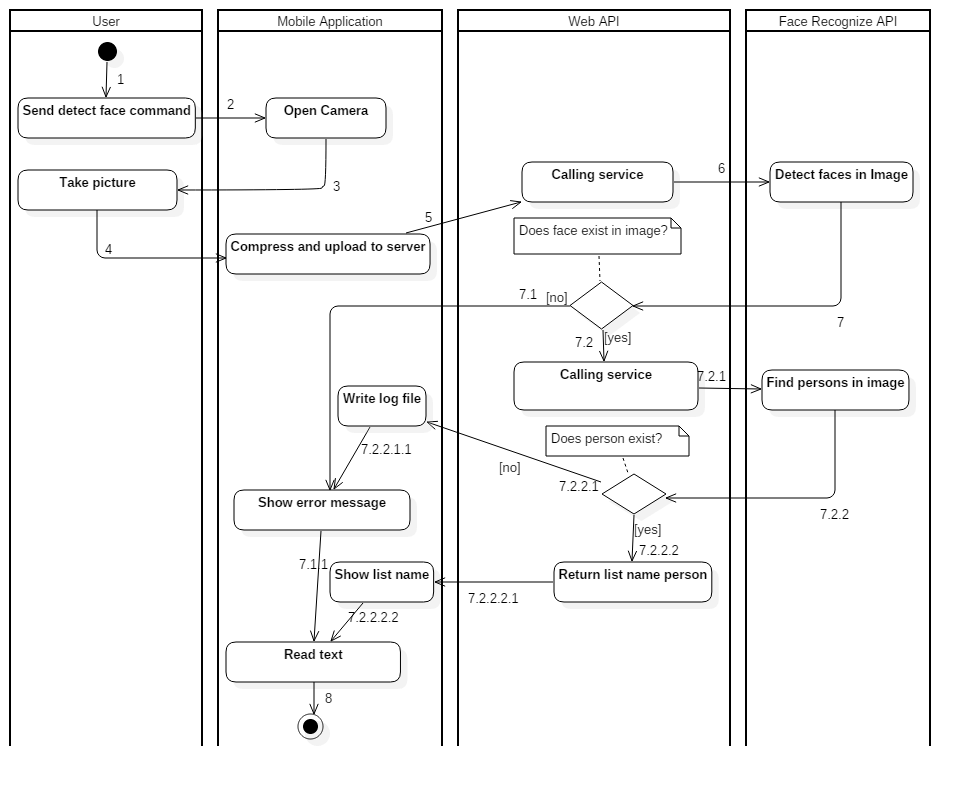 User
Mobile Application
Web API
Face Recognize API
1
Send detect face command
2
Open Camera
3
Take picture
4
Compress and upload to server
5
Calling service
6
Detect faces in Image
Does face exist in image?
7
7.1
[no]
7.2
[yes]
Calling service
7.2.1
Find persons in image
Write log file
Does person exist?
7.2.2.1.1
[no]
7.2.2.1
7.2.2
Show error message
[yes]
7.2.2.2
7.1.1
Show list name
Return list name person
7.2.2.2.1
7.2.2.2.2
Read text
8